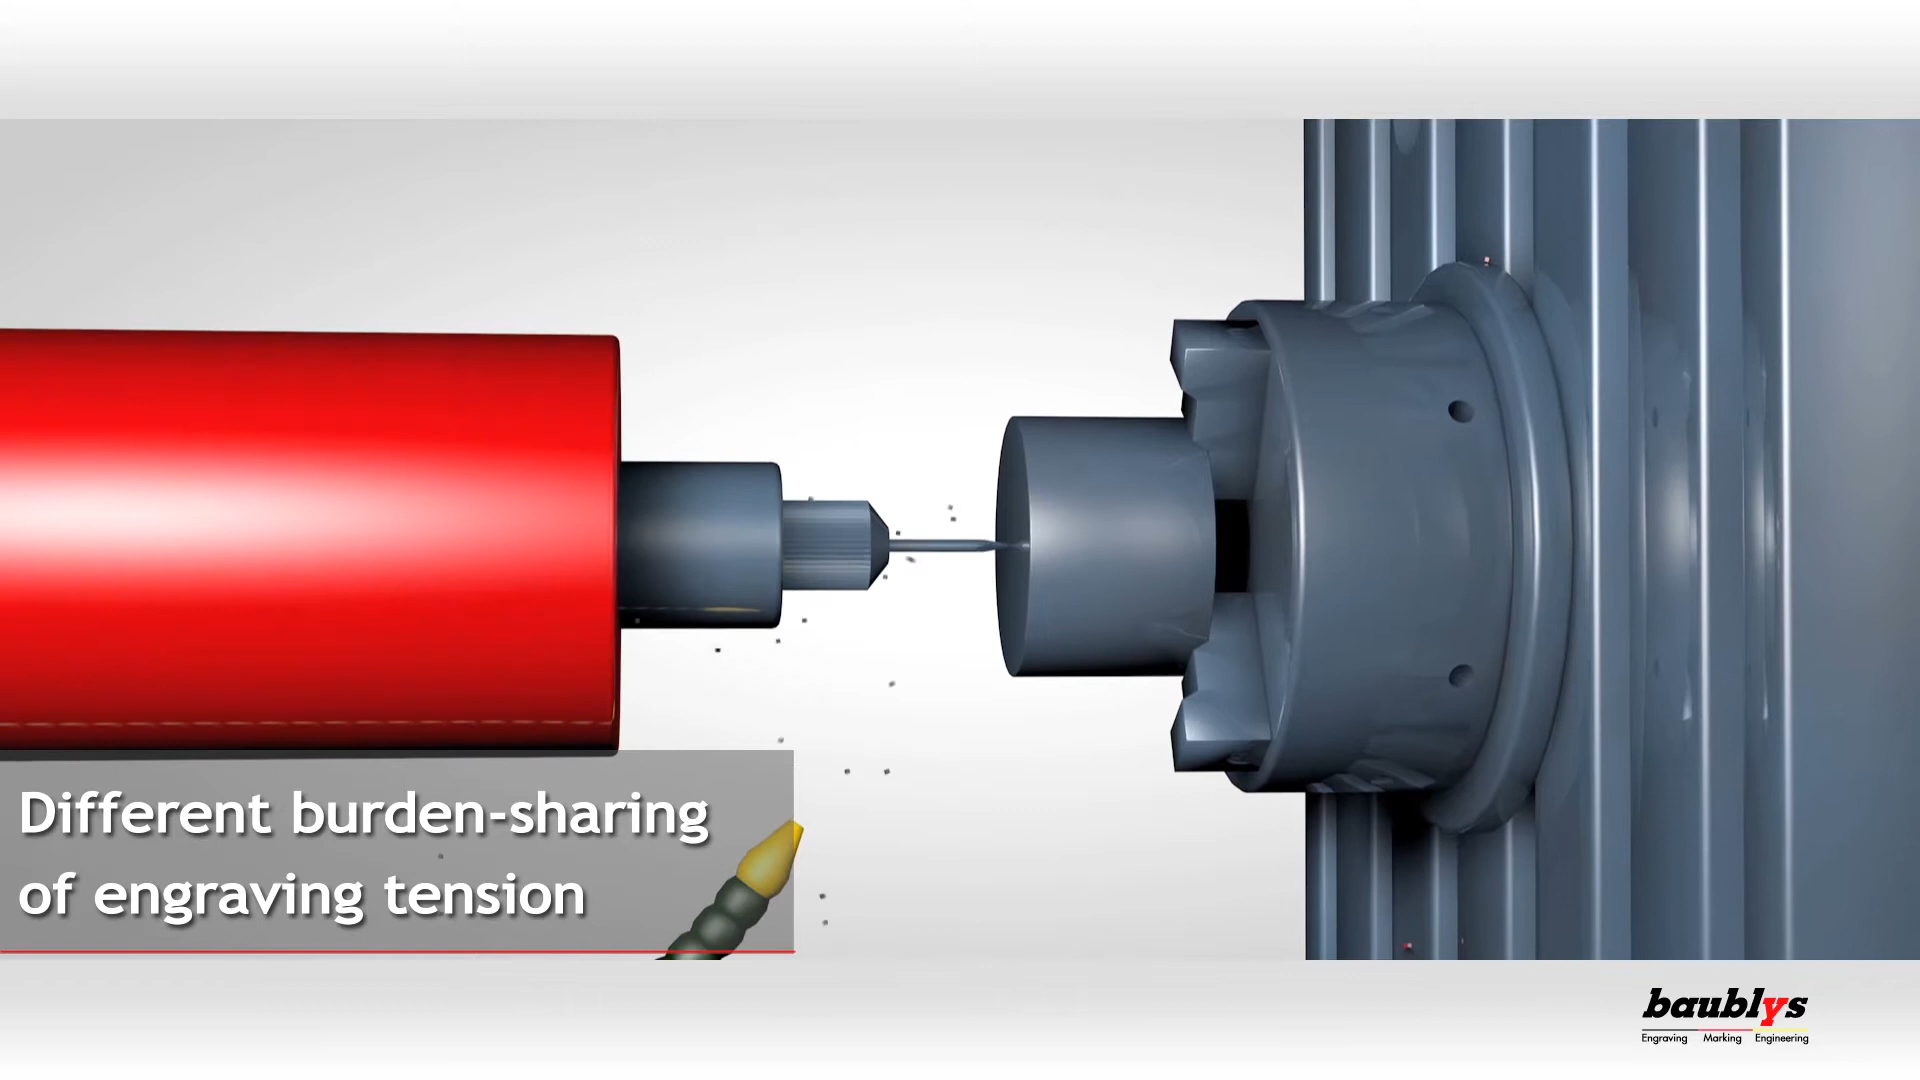 Different burden-sharing
of engraving tension
baublys
Engraving Marking Engineering